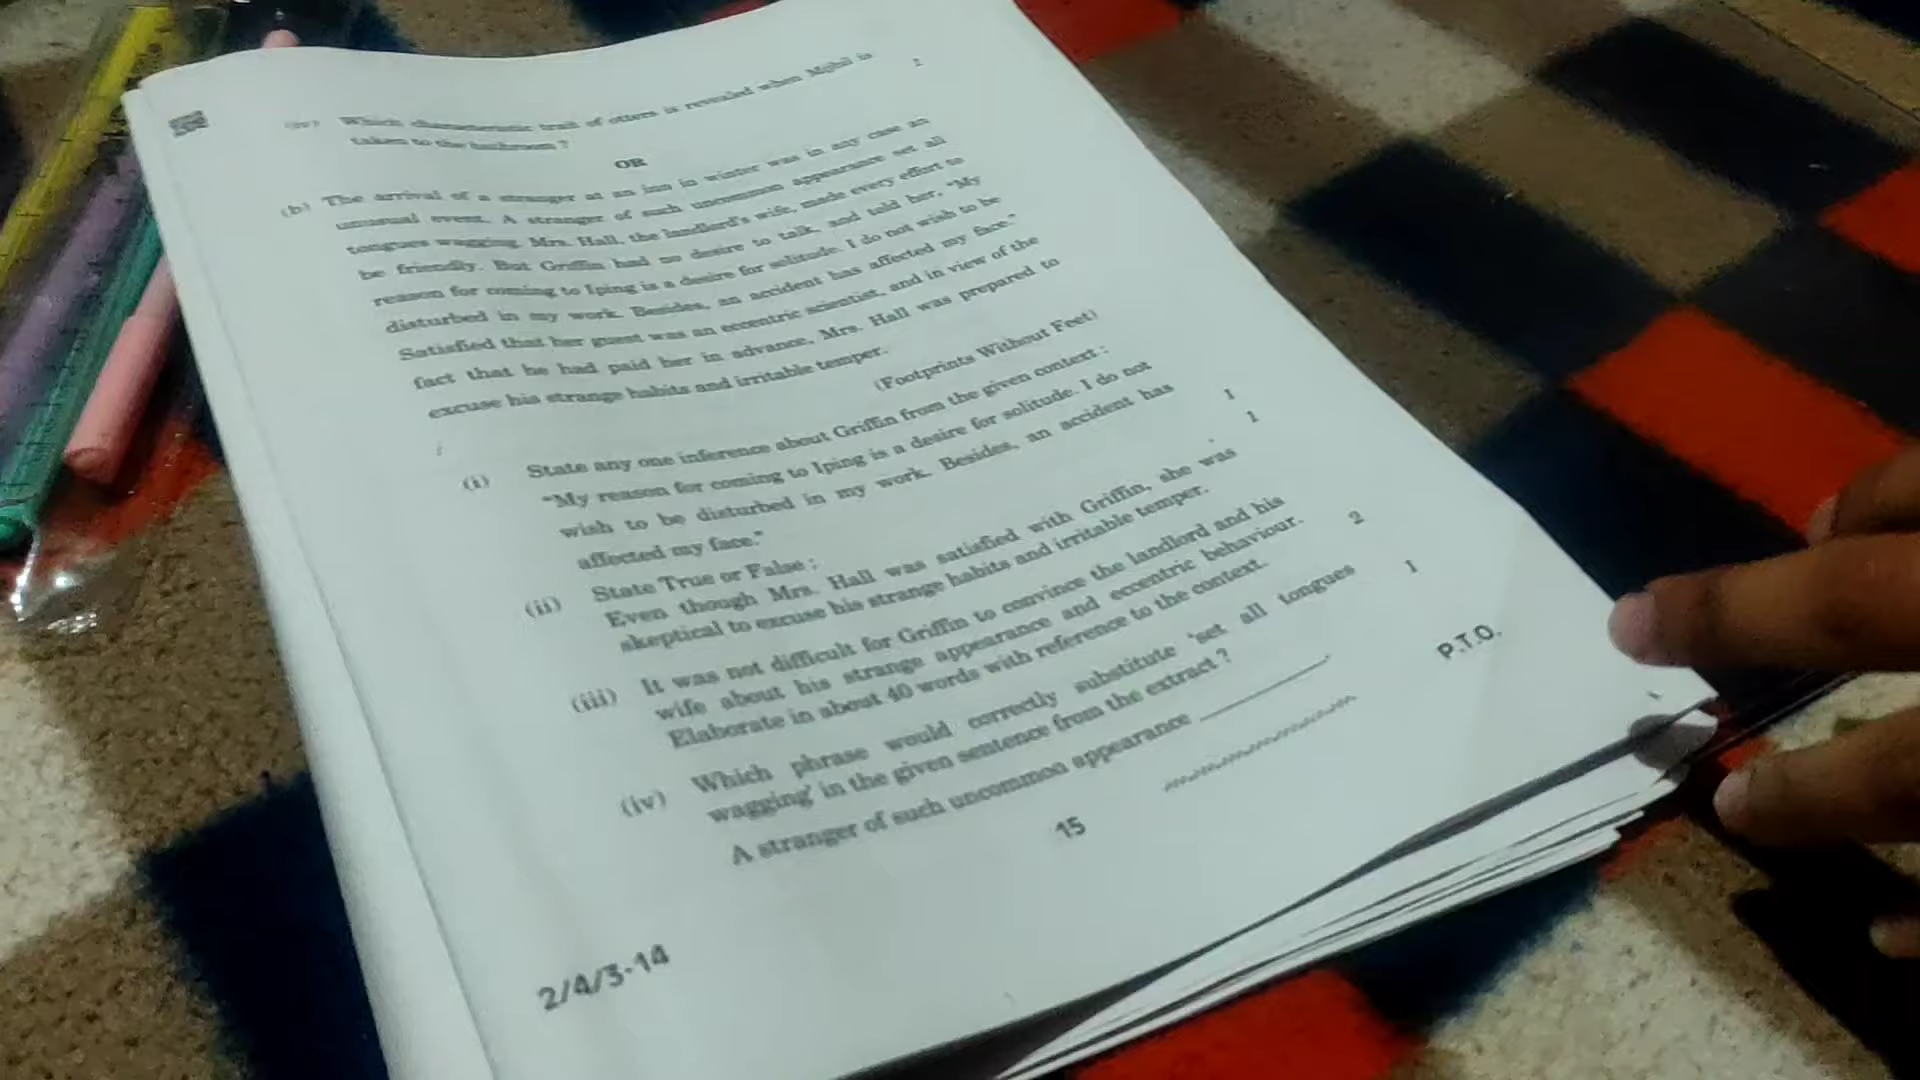 (iv) Which characteristic trait of otters is revealed when Mijbil is 1
taken to the bathroom ?
OR
(b) The arrival of a stranger at an inn in winter was in any case an
unusual event. A stranger of such uncommon appearance set all
tongues wagging. Mrs. Hall, the landlord's wife, made every effort to
be friendly. But Griffin had no desire to talk, and told her, "My
reason for coming to Iping is a desire for solitude. I do not wish to be
disturbed in my work. Besides, an accident has affected my face."
Satisfied that her guest was an eccentric scientist, and in view of the
fact that he had paid her in advance, Mrs. Hall was prepared to
excuse his strange habits and irritable temper.
(Footprints Without Feet)
(i) State any one inference about Griffin from the given context : 1
"My reason for coming to Iping is a desire for solitude. I do not
wish to be disturbed in my work. Besides, an accident has
affected my face."
(ii) State True or False : 1
Even though Mrs. Hall was satisfied with Griffin, she was
skeptical to excuse his strange habits and irritable temper.
(iii) It was not difficult for Griffin to convince the landlord and his
wife about his strange appearance and eccentric behaviour.
Elaborate in about 40 words with reference to the context. 2
(iv) Which phrase would correctly substitute 'set all tongues
wagging' in the given sentence from the extract ? 1
A stranger of such uncommon appearance ________.
2/4/3-14
15
P.T.O.